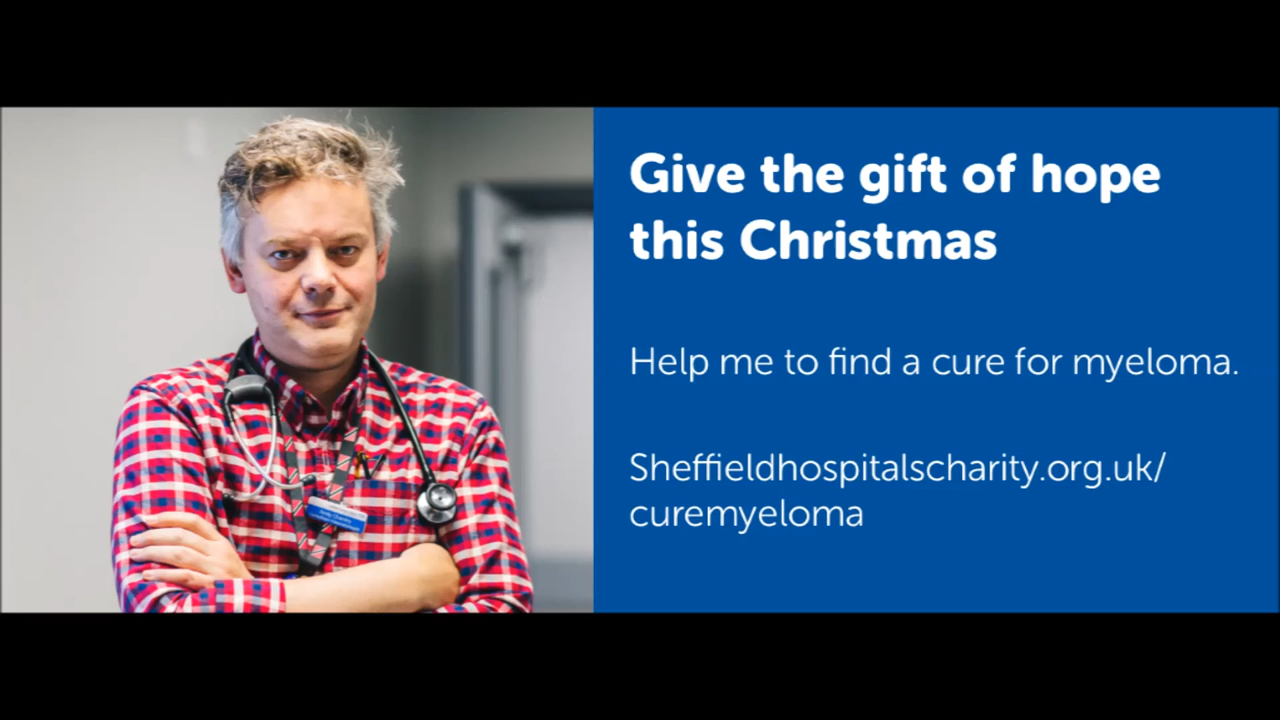 Give the gift of hope
this Christmas
Help me to find a cure for myeloma.
Sheffieldhospitalscharity.org.uk/
curemyeloma